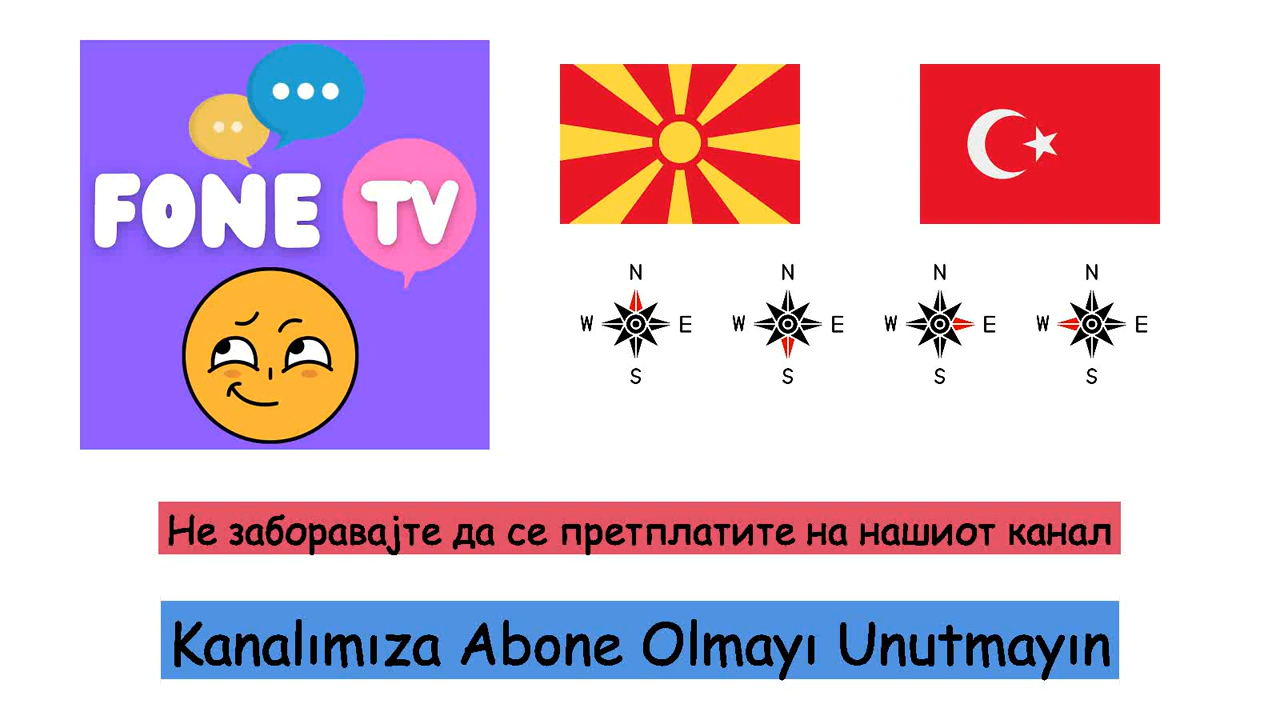 FONE TV
N
W E
S
N
W E
S
N
W E
S
N
W E
S
Не заборавајте да се претплатите на нашиот канал
Kanalımıza Abone Olmayı Unutmayın